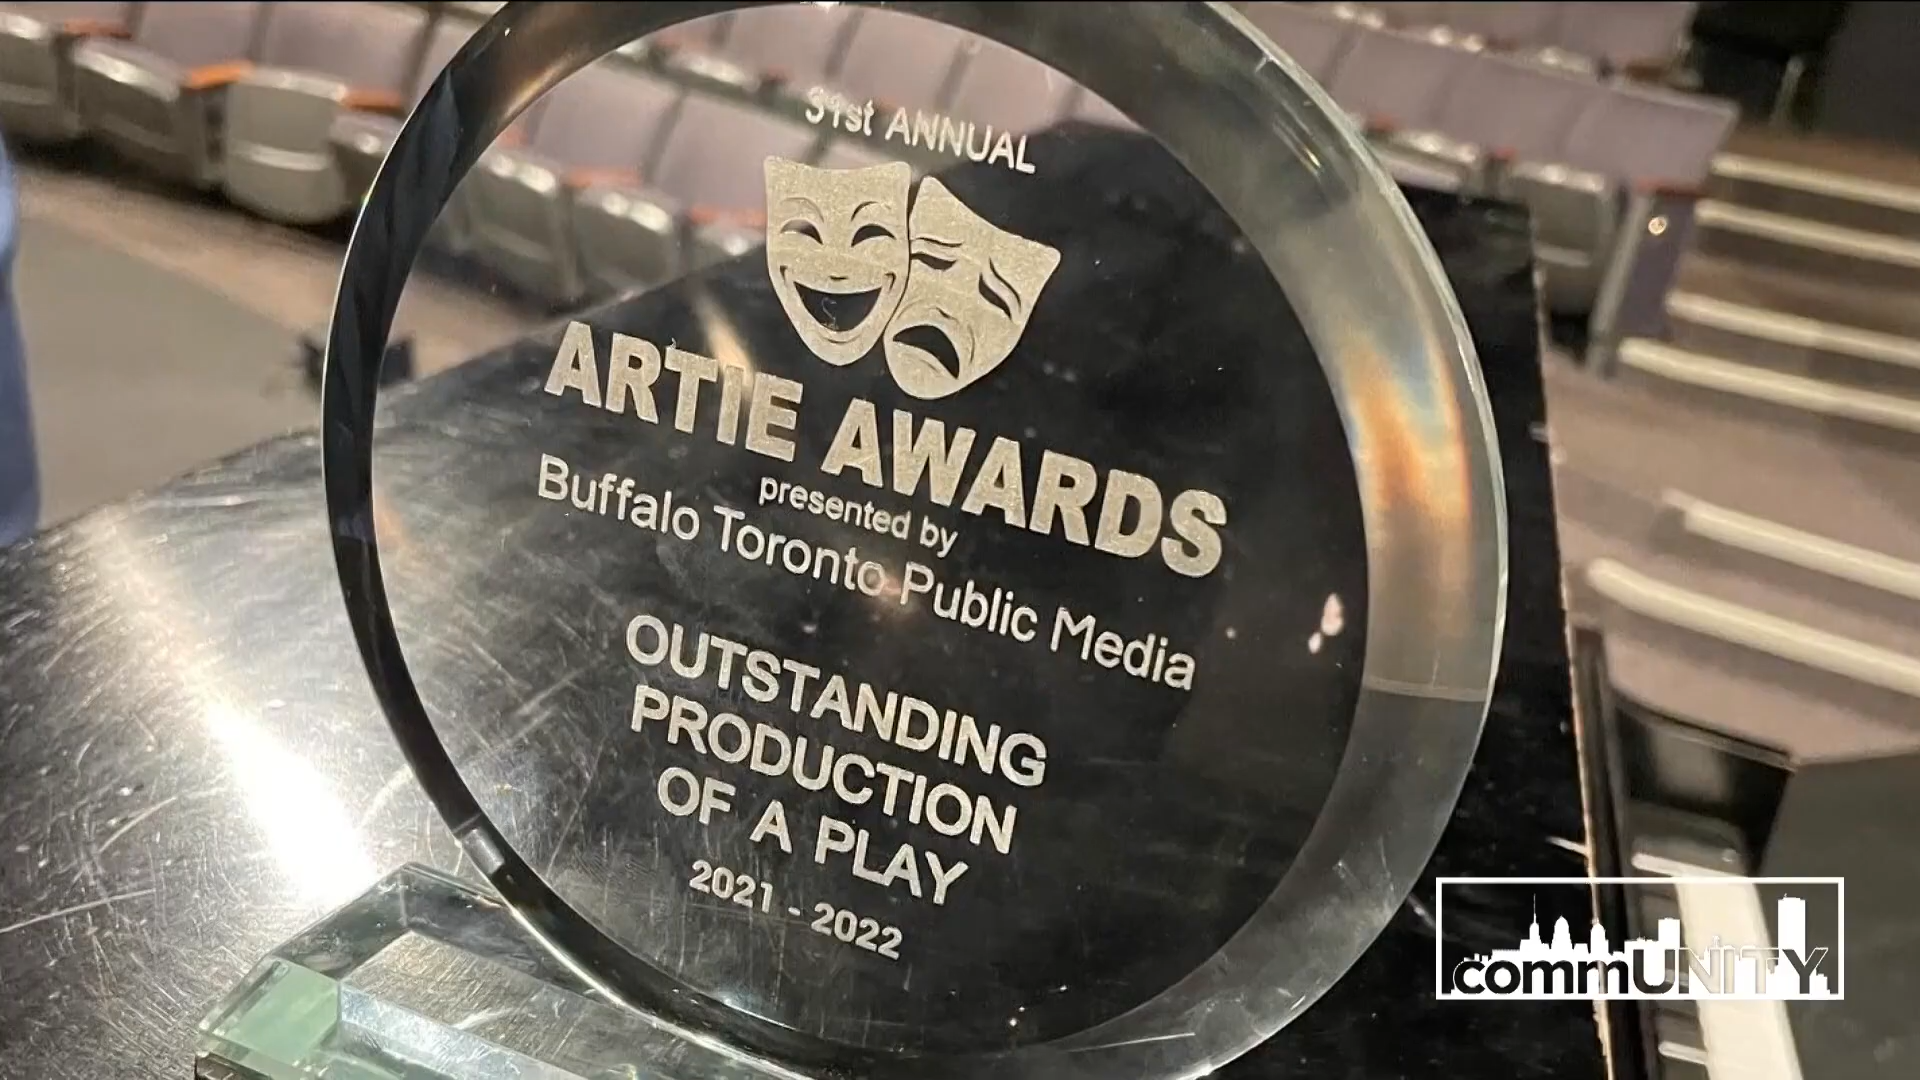 31st ANNUAL
ARTIE AWARDS
presented by
Buffalo Toronto Public Media
OUTSTANDING
PRODUCTION
OF A PLAY
2021 - 2022
commUNITY